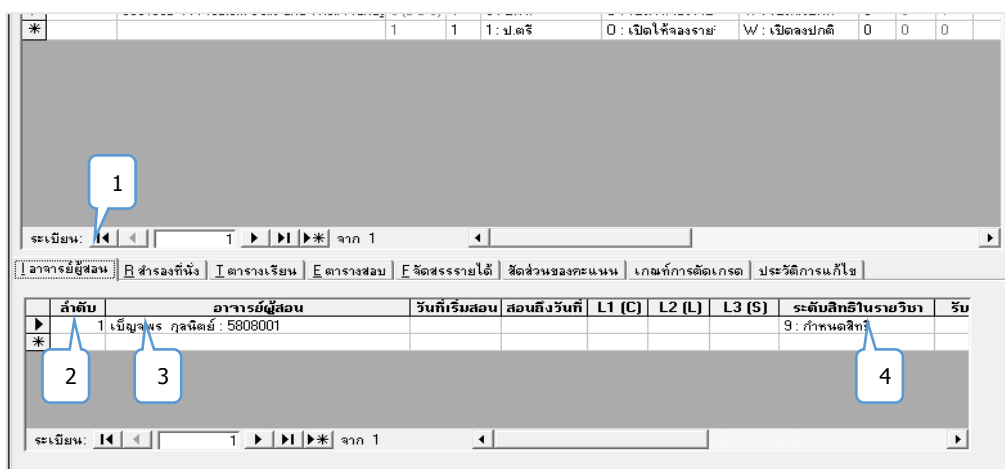 1 1 1 : ป.ตรี O : เปิดให้จองราย W : เปิดลงปกติ 0 0 0
1
ระเบียน: 1 จาก 1
I อาจารย์ผู้สอน R สำรองที่นั่ง T ตารางเรียน E ตารางสอบ F จัดสรรรายได้ สัดส่วนของคะแนน เกณฑ์การตัดเกรด ประวัติการแก้ไข
ลำดับ อาจารย์ผู้สอน วันที่เริ่มสอน สอนถึงวันที่ L1 (C) L2 (L) L3 (S) ระดับสิทธิในรายวิชา รับ
1 เบ็ญจพร กุลนิตย์ : 5808001 9 : กำหนดสิทธิ
2 3 4
ระเบียน: 1 จาก 1